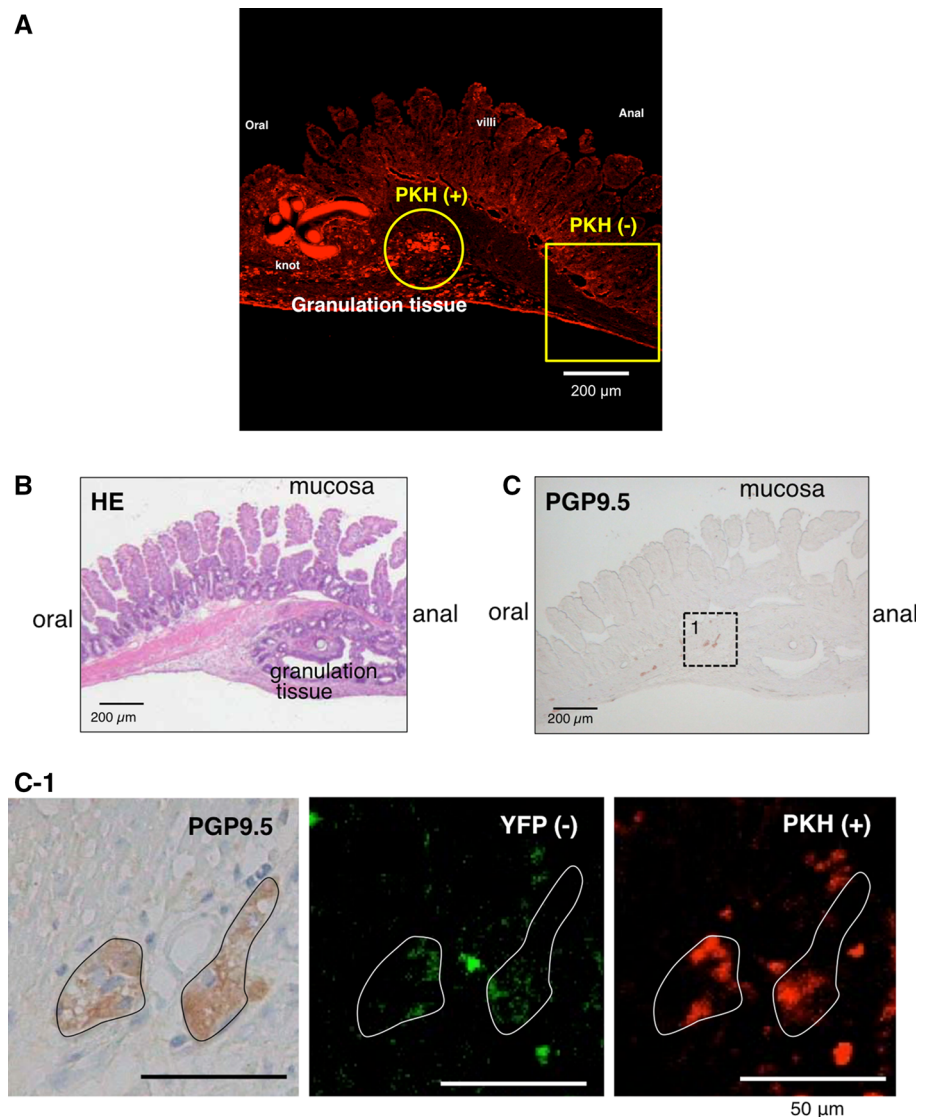 A
Oral
villi
Anal
PKH (+)
PKH (-)
knot
Granulation tissue
200 μm
B
HE
mucosa
oral
anal
granulation
tissue
200 μm
C
PGP9.5
mucosa
oral
anal
1
200 μm
C-1
PGP9.5
YFP (-)
PKH (+)
50 μm